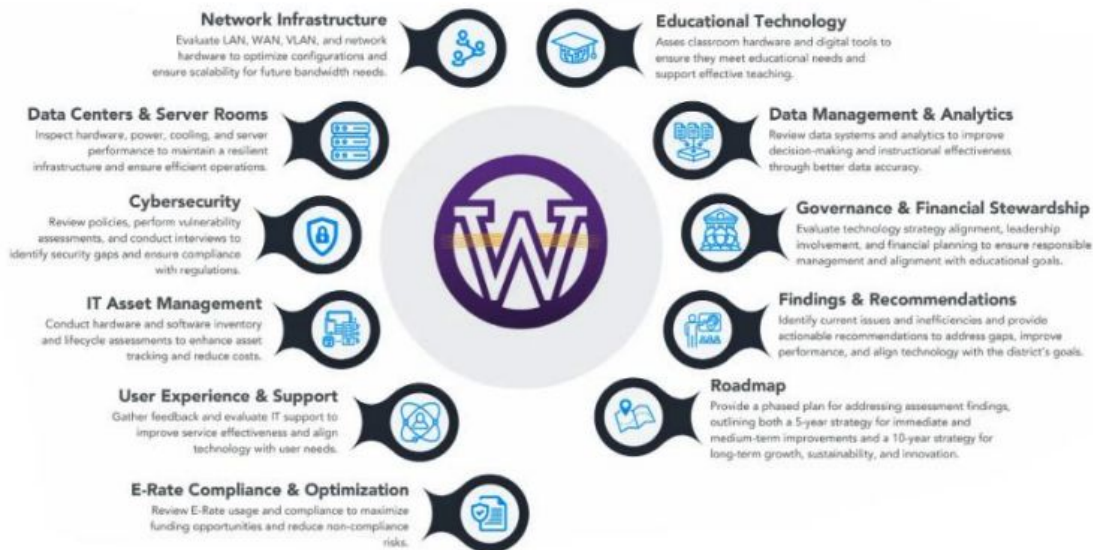 Network Infrastructure
Evaluate LAN, WAN, VLAN, and network
hardware to optimize configurations and
ensure scalability for future bandwidth needs.
Data Centers & Server Rooms
Inspect hardware, power, cooling, and server
performance to maintain a resilient
infrastructure and ensure efficient operations.
Cybersecurity
Review policies, perform vulnerability
assessments, and conduct interviews to
identify security gaps and ensure compliance
with regulations.
IT Asset Management
Conduct hardware and software inventory
and lifecycle assessments to enhance asset
tracking and reduce costs.
User Experience & Support
Gather feedback and evaluate IT support to
improve service effectiveness and align
technology with user needs.
E-Rate Compliance & Optimization
Review E-Rate usage and compliance to maximize
funding opportunities and reduce non-compliance
risks.
W
Educational Technology
Asses classroom hardware and digital tools to
ensure they meet educational needs and
support effective teaching.
Data Management & Analytics
Review data systems and analytics to improve
decision-making and instructional effectiveness
through better data accuracy.
Governance & Financial Stewardship
Evaluate technology strategy alignment, leadership
involvement, and financial planning to ensure responsible
management and alignment with educational goals.
Findings & Recommendations
Identify current issues and inefficiencies and provide
actionable recommendations to address gaps, improve
performance, and align technology with the district's goals.
Roadmap
Provide a phased plan for addressing assessment findings,
outlining both a 5-year strategy for immediate and
medium-term improvements and a 10-year strategy for
long-term growth, sustainability, and innovation.